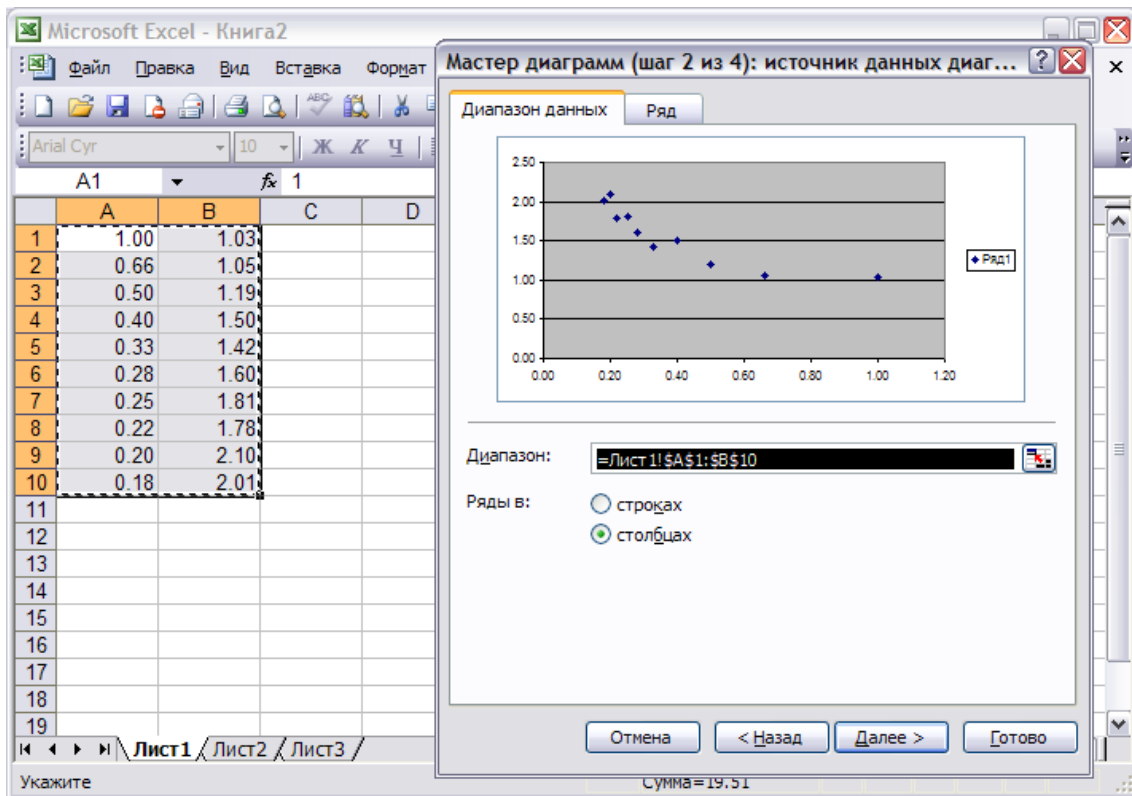 Microsoft Excel - Книга2
Файл Правка Вид Вставка Формат
Arial Cyr 10 Ж К Ч
A1 fx 1
A B C D
1 1.00 1.03
2 0.66 1.05
3 0.50 1.19
4 0.40 1.50
5 0.33 1.42
6 0.28 1.60
7 0.25 1.81
8 0.22 1.78
9 0.20 2.10
10 0.18 2.01
11
12
13
14
15
16
17
18
19
Лист1 Лист2 Лист3
Укажите
Сумма=19.51
Мастер диаграмм (шаг 2 из 4): источник данных диаг...
Диапазон данных Ряд
2.50
2.00
1.50
1.00
0.50
0.00
0.00 0.20 0.40 0.60 0.80 1.00 1.20
Ряд1
Диапазон: =Лист1!$A$1:$B$10
Ряды в: строках
столбцах
Отмена < Назад Далее > Готово